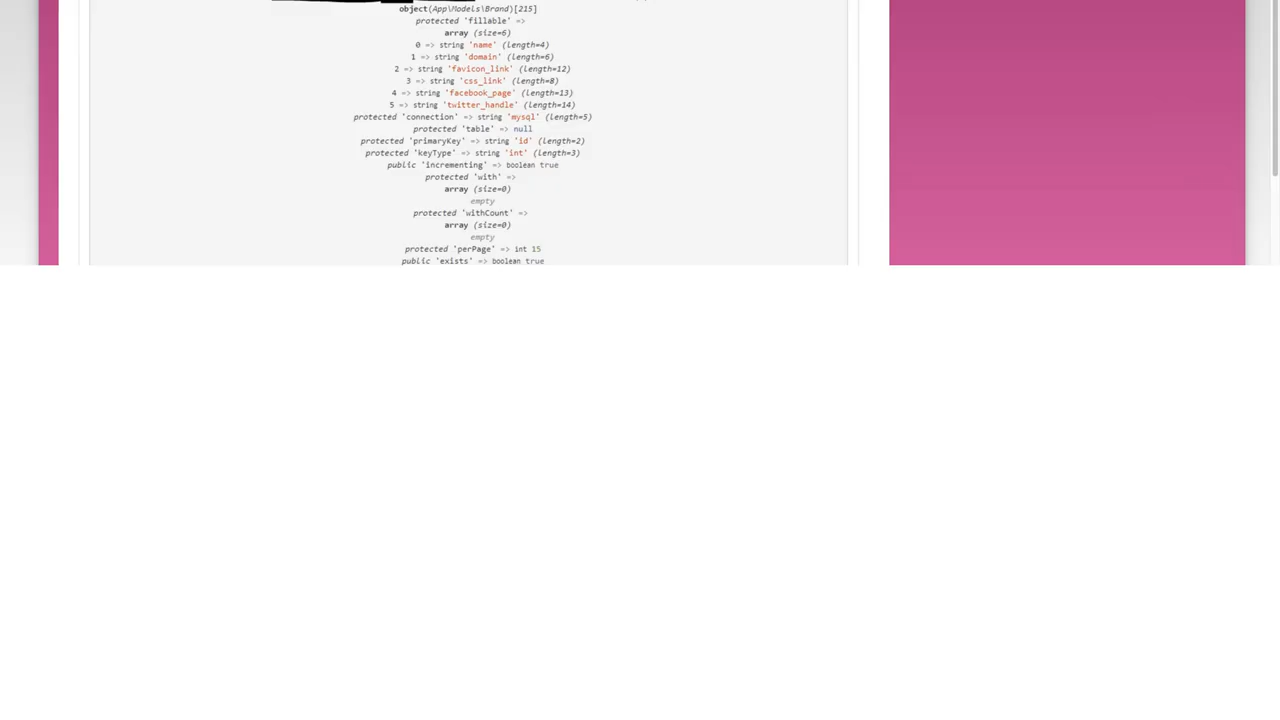 object(App\Models\Brand)[215]
protected 'fillable' =>
array (size=6)
0 => string 'name' (length=4)
1 => string 'domain' (length=6)
2 => string 'favicon_link' (length=12)
3 => string 'css_link' (length=8)
4 => string 'facebook_page' (length=13)
5 => string 'twitter_handle' (length=14)
protected 'connection' => string 'mysql' (length=5)
protected 'table' => null
protected 'primaryKey' => string 'id' (length=2)
protected 'keyType' => string 'int' (length=3)
public 'incrementing' => boolean true
protected 'with' =>
array (size=0)
empty
protected 'withCount' =>
array (size=0)
empty
protected 'perPage' => int 15
public 'exists' => boolean true